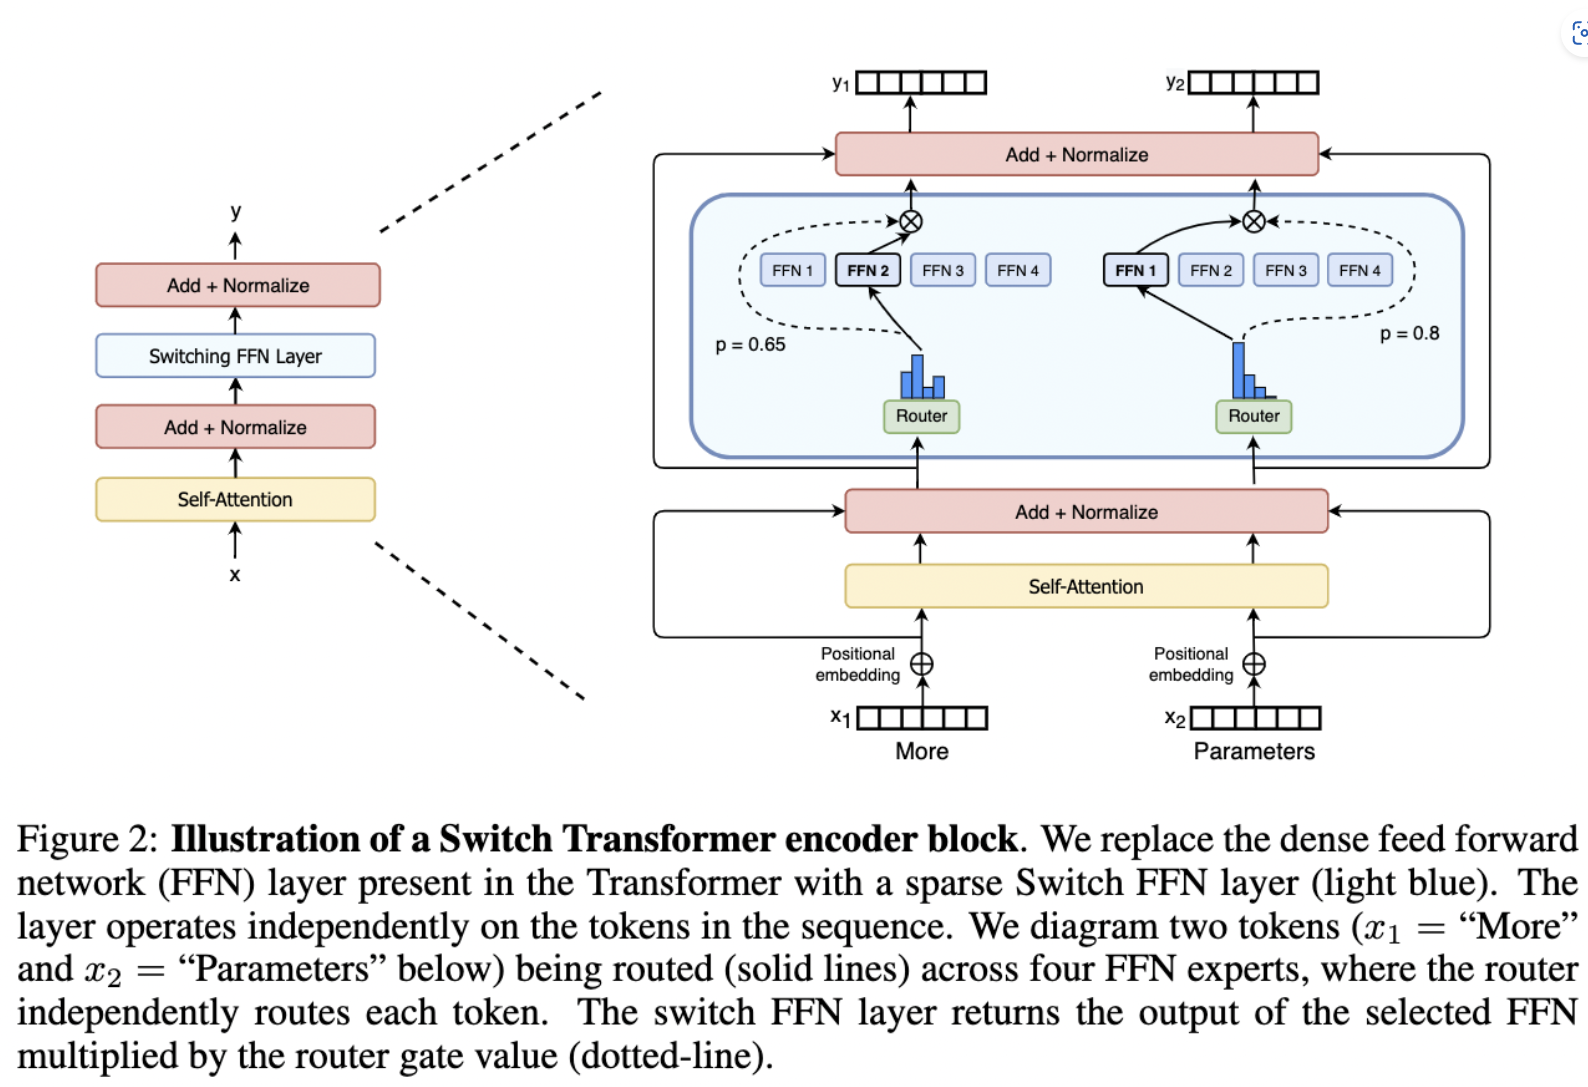 y
Add + Normalize
Switching FFN Layer
Add + Normalize
Self-Attention
x
y1
y2
Add + Normalize
FFN 1 FFN 2 FFN 3 FFN 4
FFN 1 FFN 2 FFN 3 FFN 4
p = 0.65
p = 0.8
Router
Router
Add + Normalize
Self-Attention
Positional
embedding
Positional
embedding
x1
x2
More
Parameters
Figure 2: Illustration of a Switch Transformer encoder block. We replace the dense feed forward
network (FFN) layer present in the Transformer with a sparse Switch FFN layer (light blue). The
layer operates independently on the tokens in the sequence. We diagram two tokens (x1 = “More”
and x2 = “Parameters” below) being routed (solid lines) across four FFN experts, where the router
independently routes each token. The switch FFN layer returns the output of the selected FFN
multiplied by the router gate value (dotted-line).